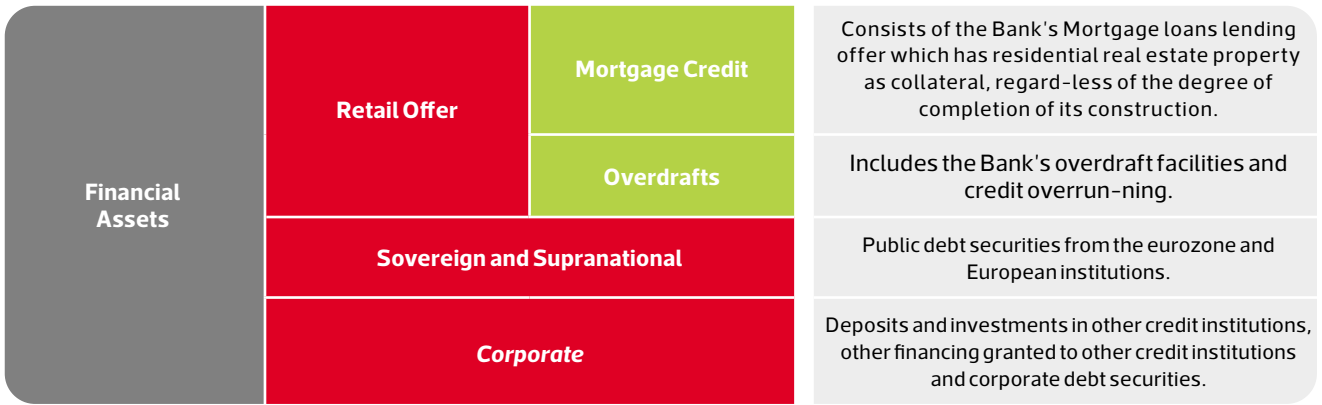 Financial
Assets
Retail Offer
Mortgage Credit
Consists of the Bank's Mortgage loans lending
offer which has residential real estate property
as collateral, regard-less of the degree of
completion of its construction.
Overdrafts
Includes the Bank's overdraft facilities and
credit overrun-ning.
Sovereign and Supranational
Public debt securities from the eurozone and
European institutions.
Corporate
Deposits and investments in other credit institutions,
other financing granted to other credit institutions
and corporate debt securities.